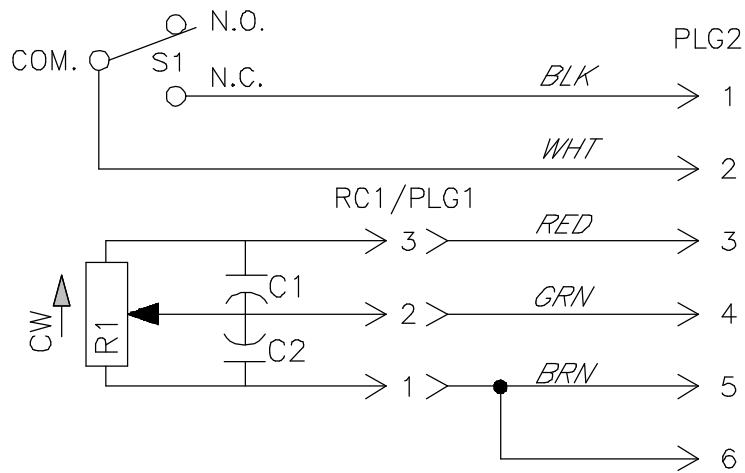 N.O.
PLG2
COM.
S1
N.C.
BLK
1
WHT
2
RC1/PLG1
RED
3
3
CW
R1
C1
GRN
2
4
C2
BRN
1
5
6